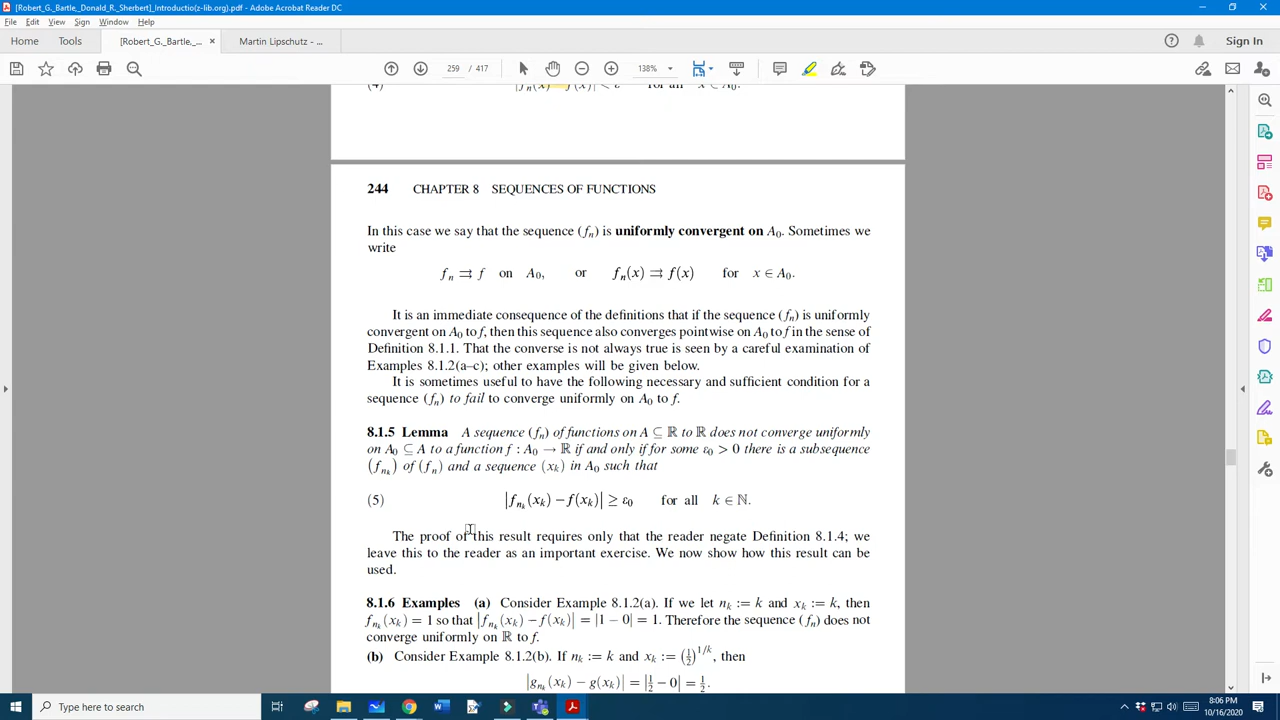 [Robert_G._Bartle_Donald_R._Sherbert]_Introductio(z-lib.org).pdf - Adobe Acrobat Reader DC
File Edit View Sign Window Help
Home Tools [Robert_G._Bartle,_... × Martin Lipschutz - ... Sign In
259 / 417 138%
(4) |fn(x) − f(x)| < ε for all x ∈ A₀.
244 CHAPTER 8 SEQUENCES OF FUNCTIONS
In this case we say that the sequence (fn) is uniformly convergent on A₀. Sometimes we
write
fn ⇉ f on A₀, or fn(x) ⇉ f(x) for x ∈ A₀.
It is an immediate consequence of the definitions that if the sequence (fn) is uniformly
convergent on A₀ to f, then this sequence also converges pointwise on A₀ to f in the sense of
Definition 8.1.1. That the converse is not always true is seen by a careful examination of
Examples 8.1.2(a–c); other examples will be given below.
It is sometimes useful to have the following necessary and sufficient condition for a
sequence (fn) to fail to converge uniformly on A₀ to f.
8.1.5 Lemma A sequence (fn) of functions on A ⊆ ℝ to ℝ does not converge uniformly
on A₀ ⊆ A to a function f : A₀ → ℝ if and only if for some ε₀ > 0 there is a subsequence
(fnk) of (fn) and a sequence (xk) in A₀ such that
(5) |fnk(xk) − f(xk)| ≥ ε₀ for all k ∈ ℕ.
The proof of this result requires only that the reader negate Definition 8.1.4; we
leave this to the reader as an important exercise. We now show how this result can be
used.
8.1.6 Examples (a) Consider Example 8.1.2(a). If we let nk := k and xk := k, then
fnk(xk) = 1 so that |fnk(xk) − f(xk)| = |1 − 0| = 1. Therefore the sequence (fn) does not
converge uniformly on ℝ to f.
(b) Consider Example 8.1.2(b). If nk := k and xk := (1/2)^1/k, then
|gnk(xk) − g(xk)| = |1/2 − 0| = 1/2.
Type here to search
8:06 PM
10/16/2020